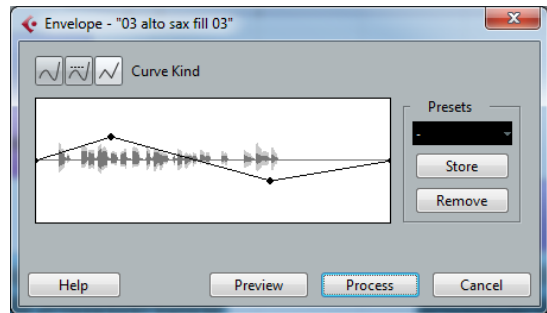 Envelope - "03 alto sax fill 03"
Curve Kind
Presets
-
Store
Remove
Help
Preview
Process
Cancel